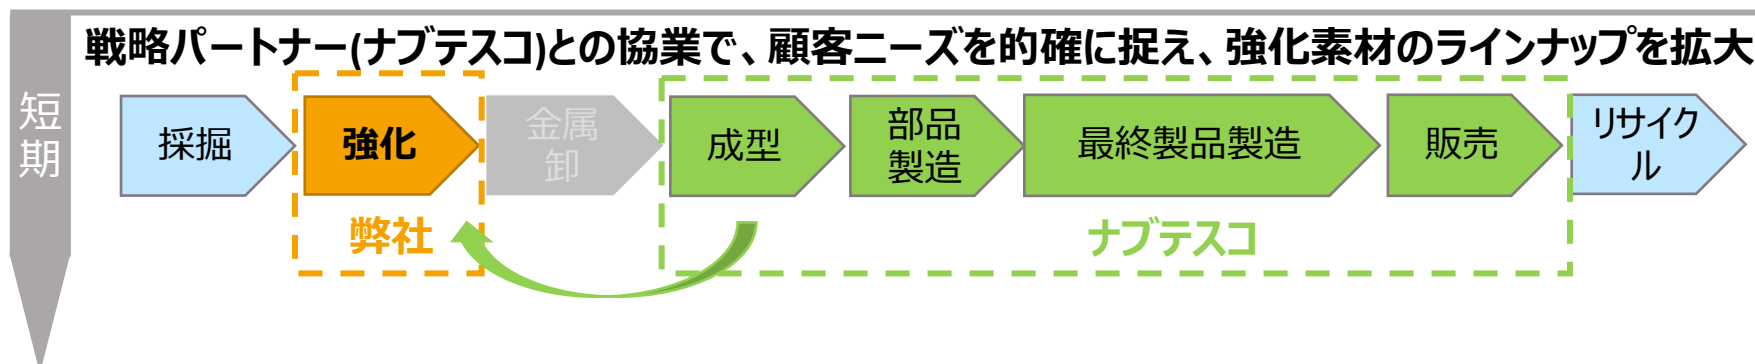 戦略パートナー(ナブテスコ)との協業で、顧客ニーズを的確に捉え、強化素材のラインナップを拡大
短
期
採掘
強化
金属
卸
成型
部品
製造
最終製品製造
販売
リサイク
ル
弊社
ナブテスコ